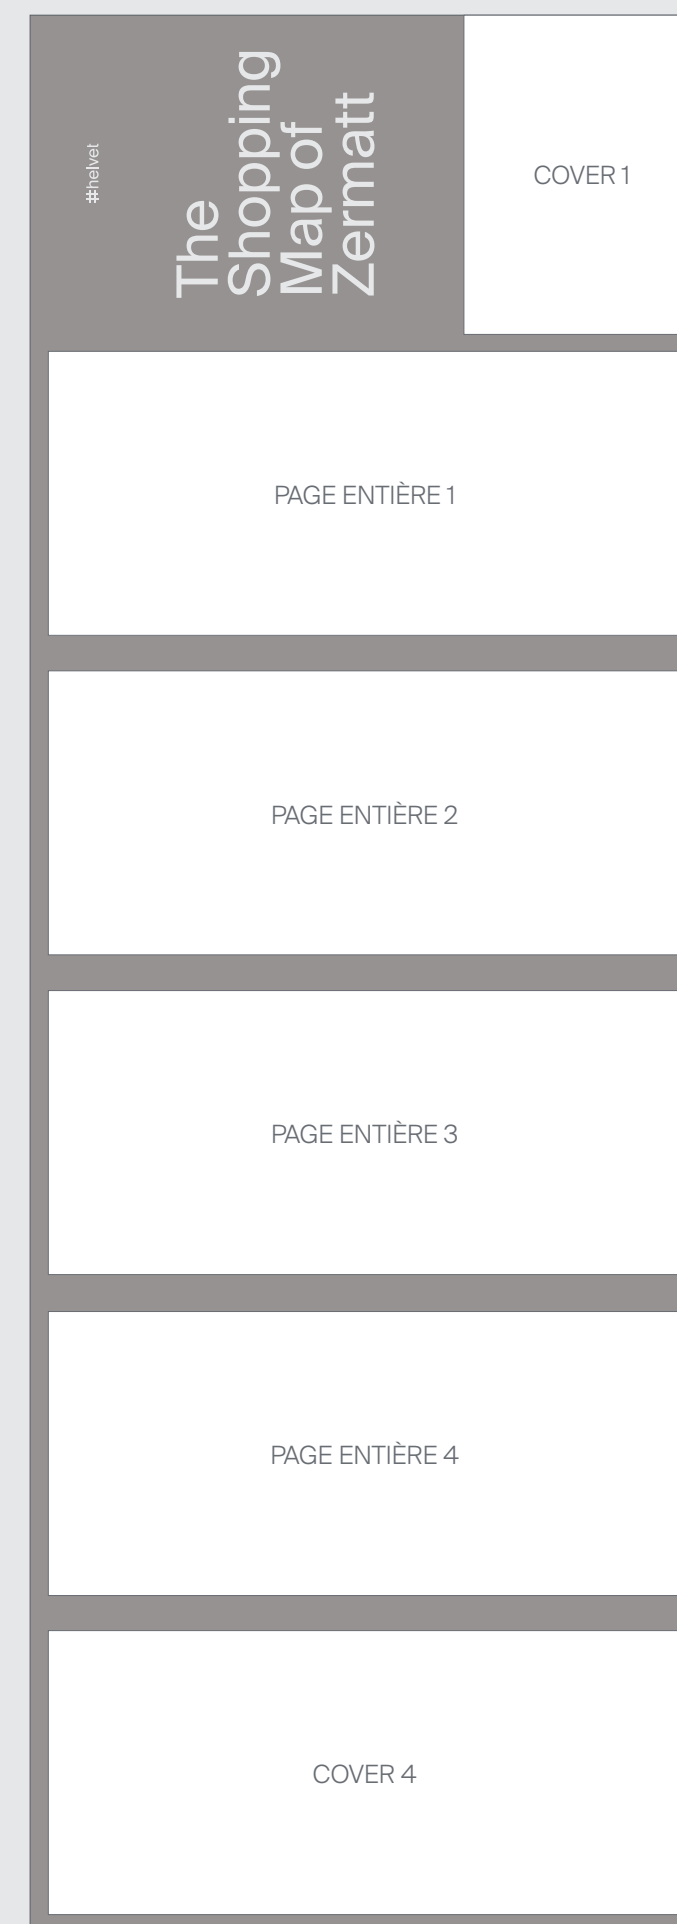 #helvet
The
Shopping
Map of
Zermatt
COVER 1
PAGE ENTIÈRE 1
PAGE ENTIÈRE 2
PAGE ENTIÈRE 3
PAGE ENTIÈRE 4
COVER 4